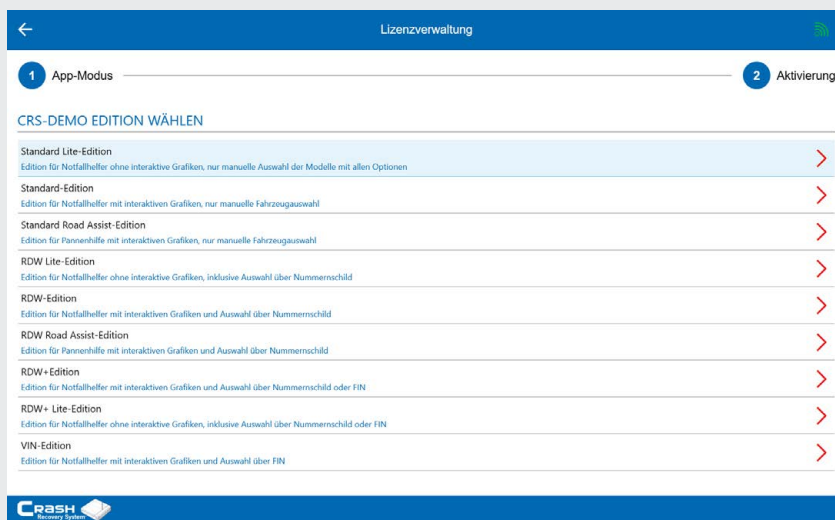 Lizenzverwaltung
1 App-Modus 2 Aktivierung
CRS-DEMO EDITION WÄHLEN
Standard Lite-Edition
Edition für Notfallhelfer ohne interaktive Grafiken, nur manuelle Auswahl der Modelle mit allen Optionen
Standard-Edition
Edition für Notfallhelfer mit interaktiven Grafiken, nur manuelle Fahrzeugauswahl
Standard Road Assist-Edition
Edition für Pannenhilfe mit interaktiven Grafiken, nur manuelle Fahrzeugauswahl
RDW Lite-Edition
Edition für Notfallhelfer ohne interaktive Grafiken, inklusive Auswahl über Nummernschild
RDW-Edition
Edition für Notfallhelfer mit interaktiven Grafiken und Auswahl über Nummernschild
RDW Road Assist-Edition
Edition für Pannenhilfe mit interaktiven Grafiken und Auswahl über Nummernschild
RDW+Edition
Edition für Notfallhelfer mit interaktiven Grafiken und Auswahl über Nummernschild oder FIN
RDW+ Lite-Edition
Edition für Notfallhelfer ohne interaktive Grafiken, inklusive Auswahl über Nummernschild oder FIN
VIN-Edition
Edition für Notfallhelfer mit interaktiven Grafiken und Auswahl über FIN
CRASH
Recovery System